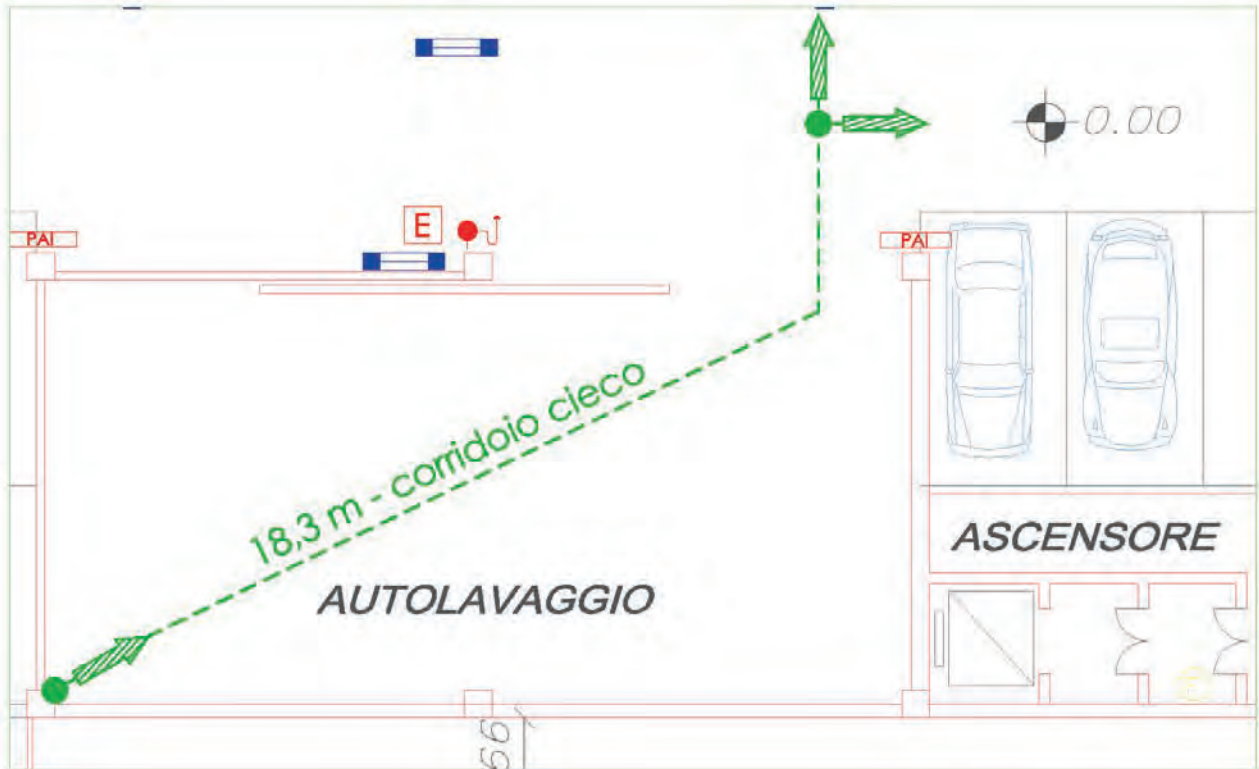 0.00
E
PAI
PAI
18,3 m - corridoio cieco
ASCENSORE
AUTOLAVAGGIO